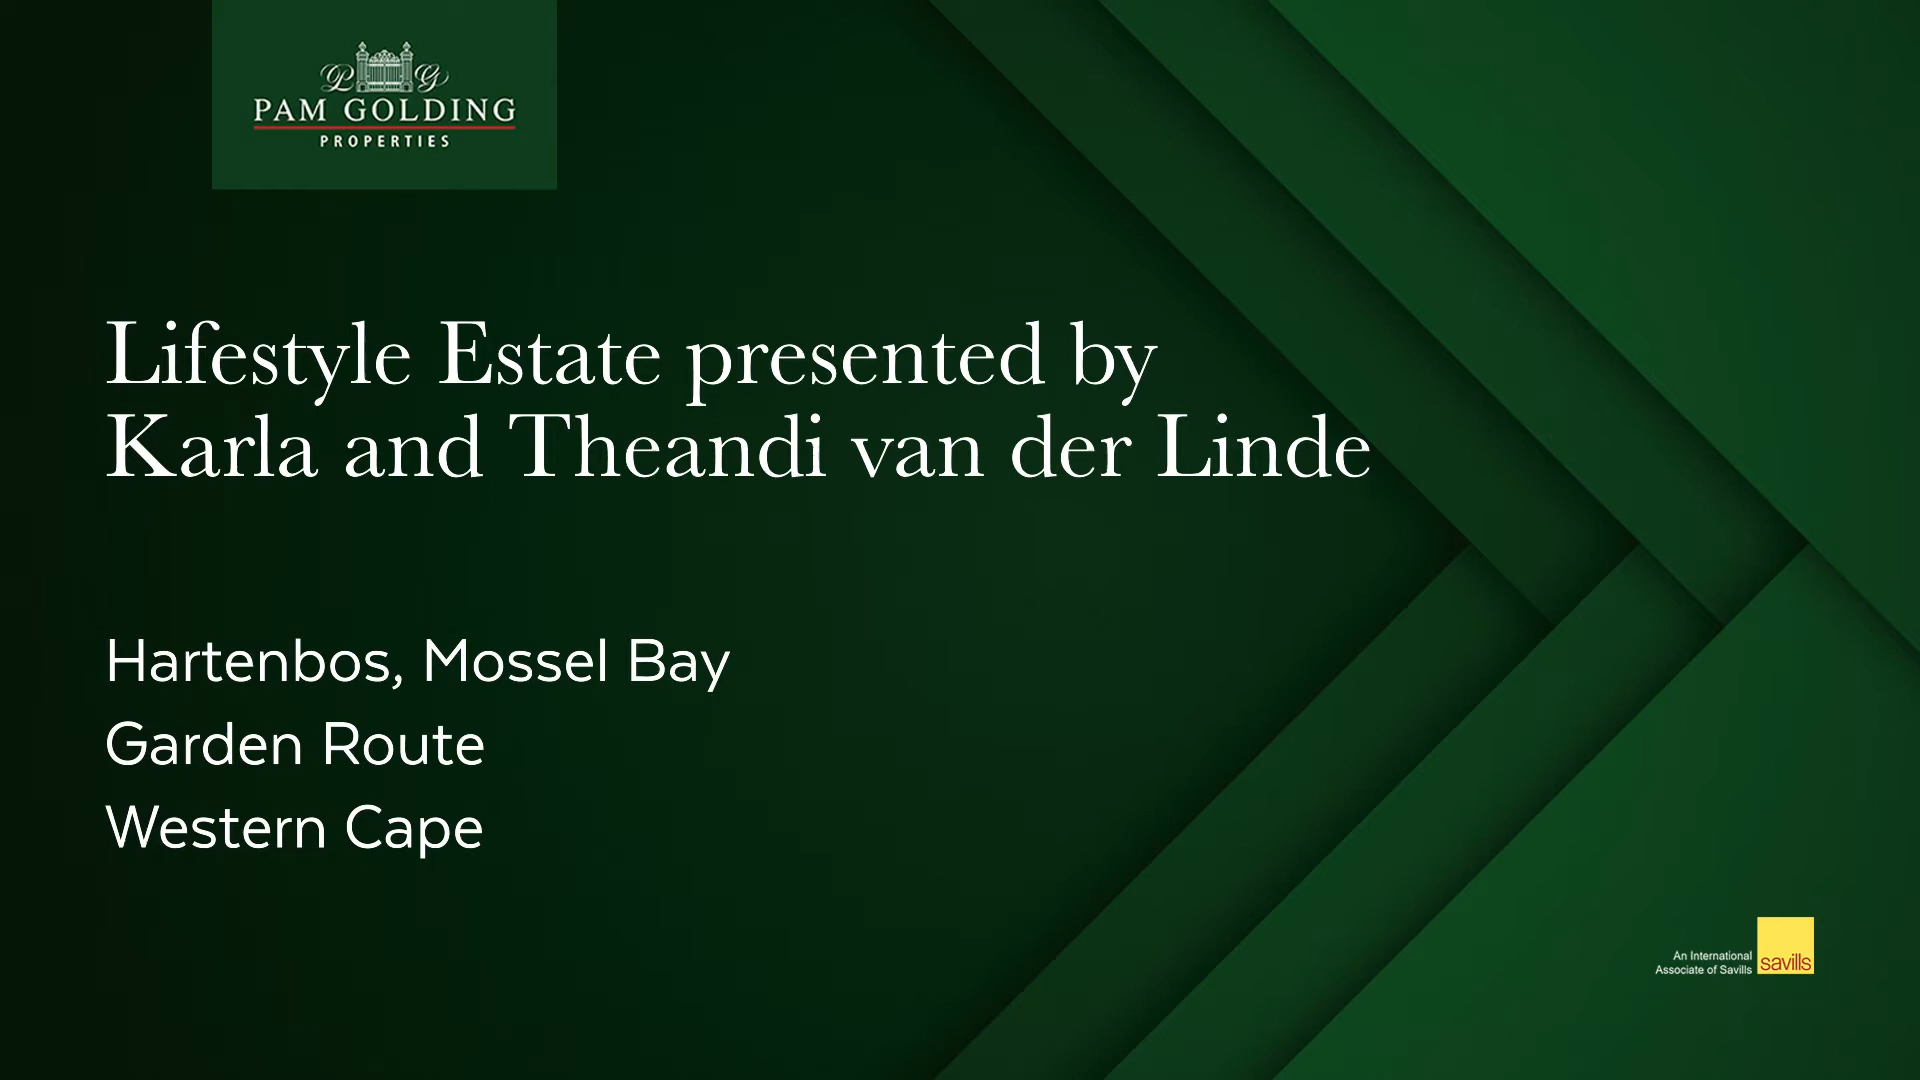 PG
PAM GOLDING
PROPERTIES
Lifestyle Estate presented by
Karla and Theandi van der Linde
Hartenbos, Mossel Bay
Garden Route
Western Cape
An International
Associate of Savills
savills